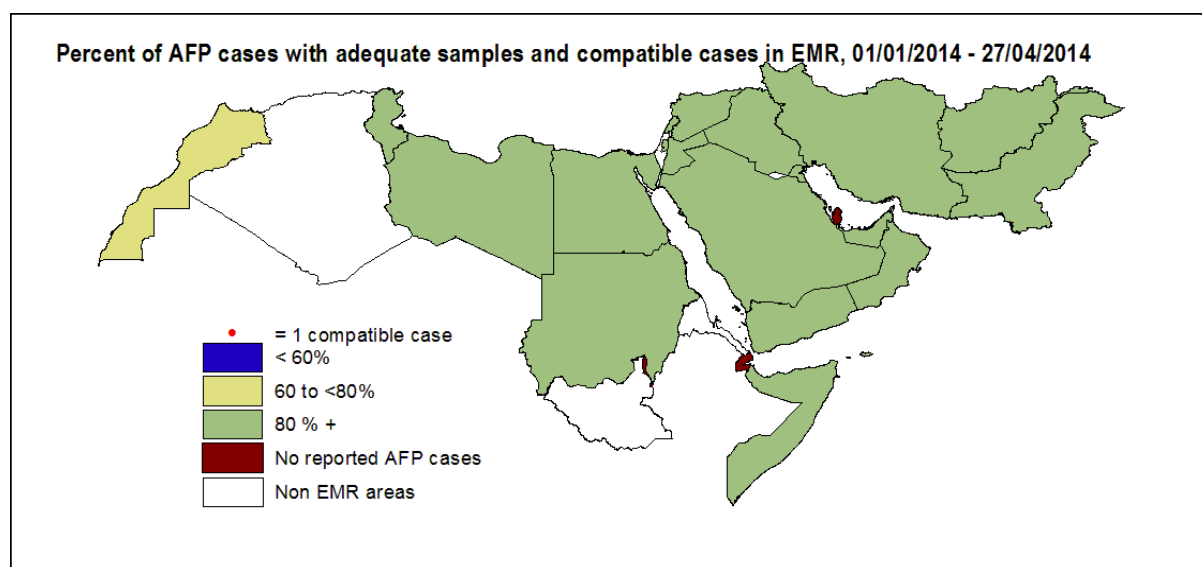 Percent of AFP cases with adequate samples and compatible cases in EMR, 01/01/2014 - 27/04/2014
= 1 compatible case
< 60%
60 to <80%
80 % +
No reported AFP cases
Non EMR areas